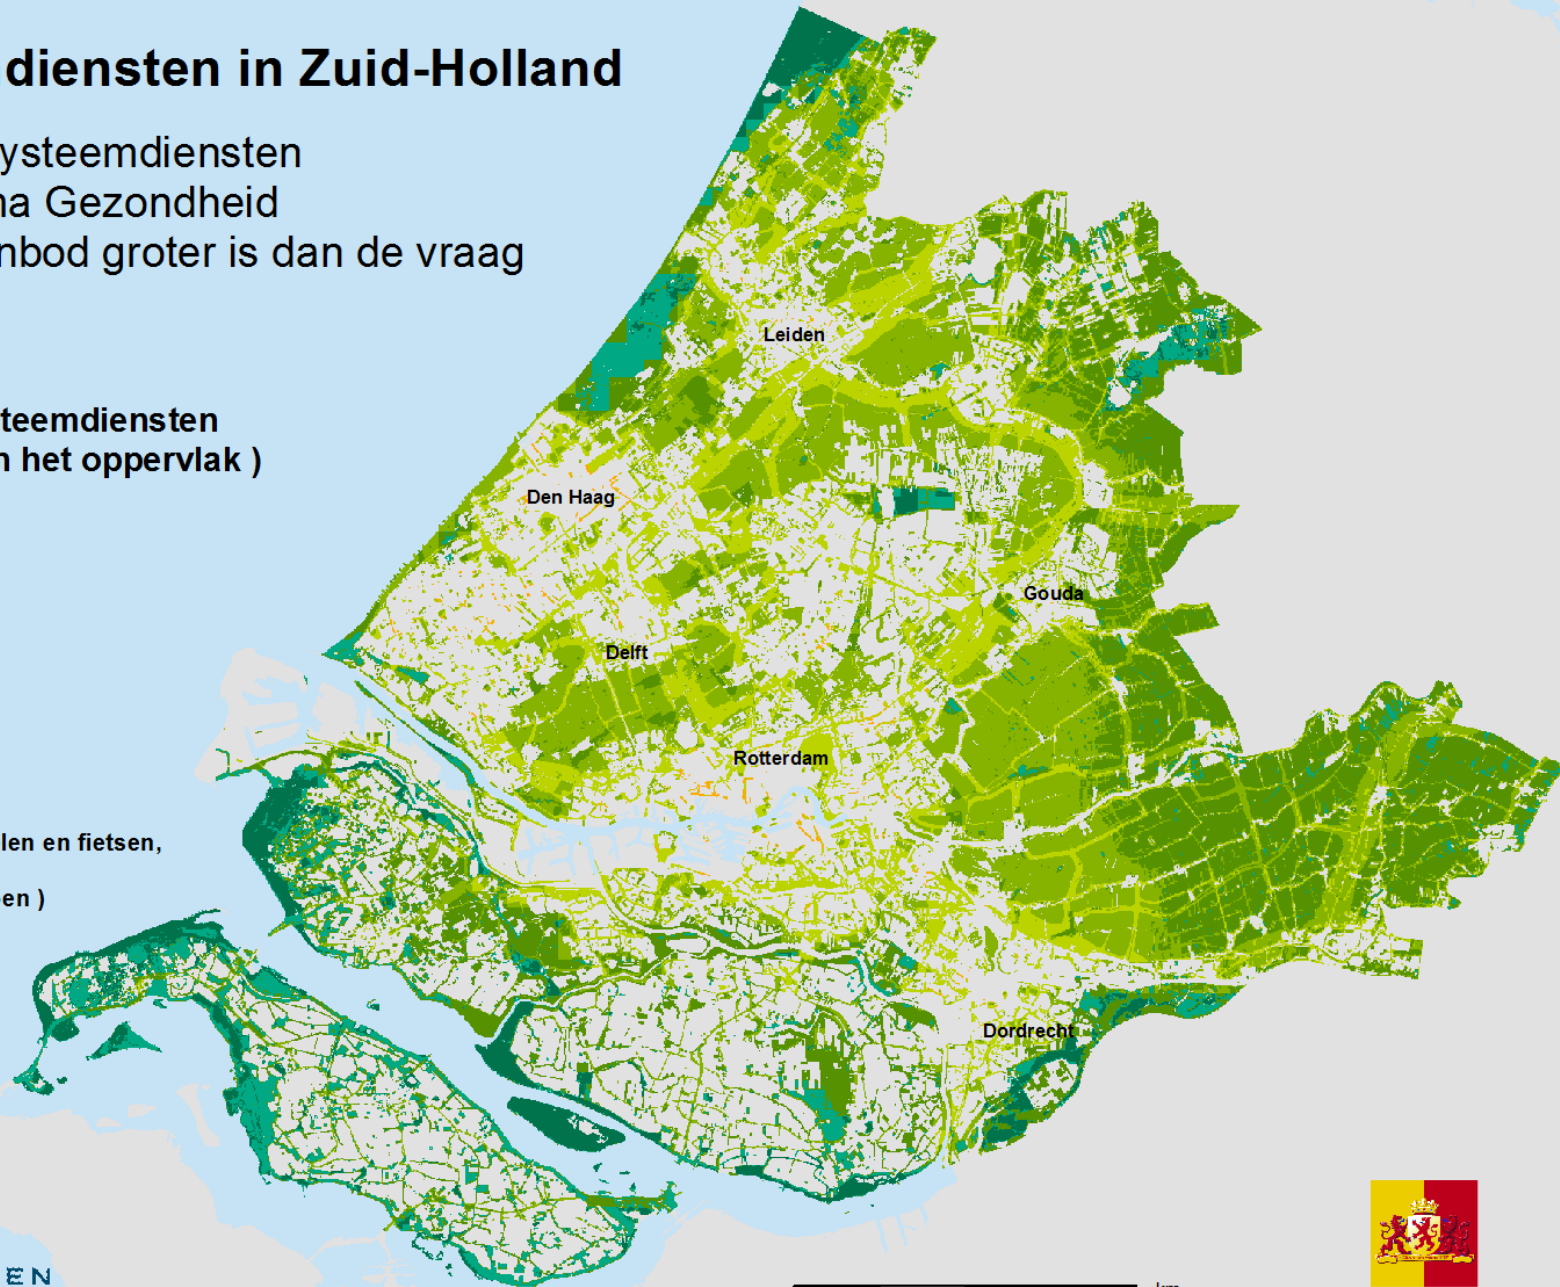 diensten in Zuid-Holland
ysteemdiensten
na Gezondheid
nbod groter is dan de vraag
Leiden
teemdiensten
n het oppervlak )
Den Haag
Gouda
Delft
Rotterdam
len en fietsen,
en )
Dordrecht
EN
km